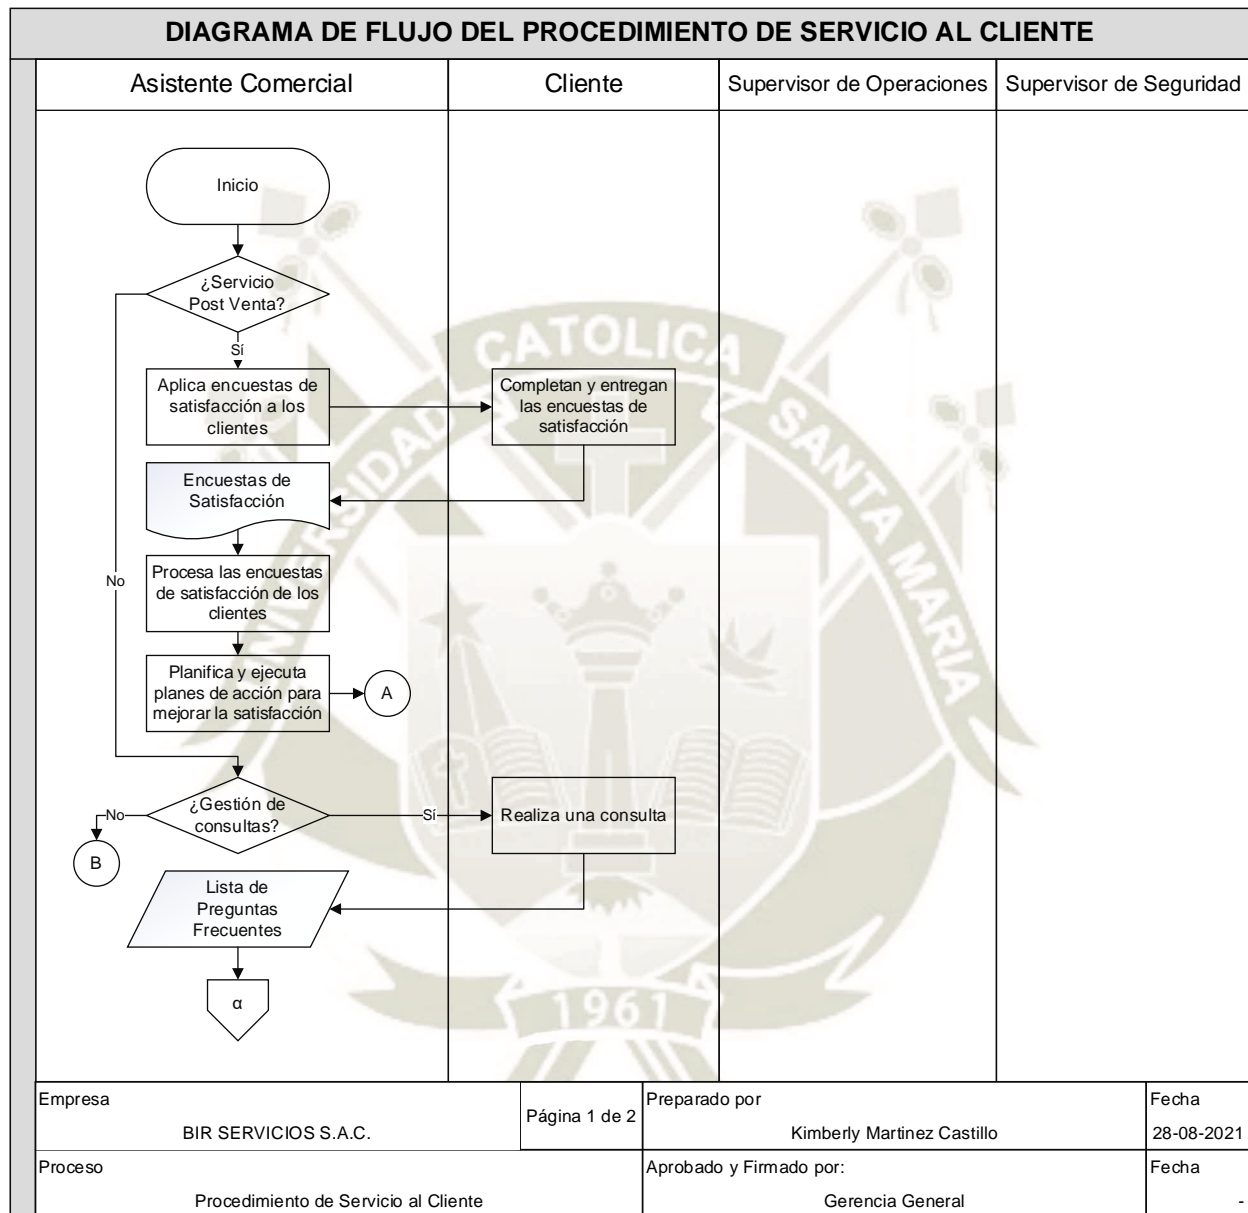 DIAGRAMA DE FLUJO DEL PROCEDIMIENTO DE SERVICIO AL CLIENTE
Asistente Comercial
Cliente
Supervisor de Operaciones
Supervisor de Seguridad
Inicio
¿Servicio
Post Venta?
Sí
Aplica encuestas de
satisfacción a los
clientes
Completan y entregan
las encuestas de
satisfacción
Encuestas de
Satisfacción
No
Procesa las encuestas
de satisfacción de los
clientes
Planifica y ejecuta
planes de acción para
mejorar la satisfacción
A
¿Gestión de
consultas?
No
Sí
Realiza una consulta
B
Lista de
Preguntas
Frecuentes
α
UNIVERSIDAD CATOLICA SANTA MARIA
1961
Empresa
BIR SERVICIOS S.A.C.
Página 1 de 2
Preparado por
Kimberly Martinez Castillo
Fecha
28-08-2021
Proceso
Procedimiento de Servicio al Cliente
Aprobado y Firmado por:
Gerencia General
Fecha
-